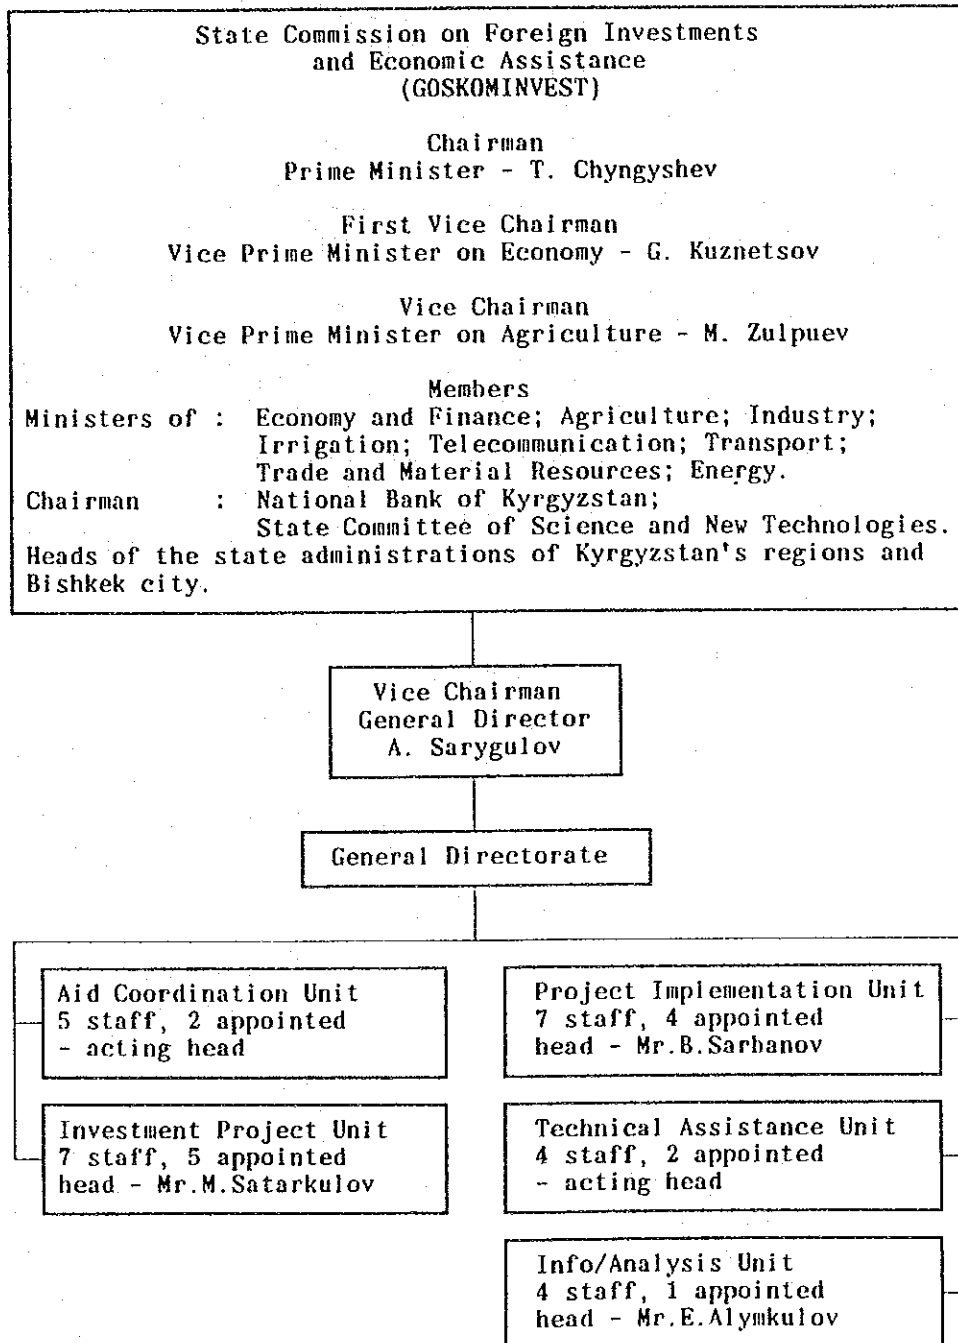 State Commission on Foreign Investments
and Economic Assistance
(GOSKOMINVEST)
Chairman
Prime Minister - T. Chyngyshev
First Vice Chairman
Vice Prime Minister on Economy - G. Kuznetsov
Vice Chairman
Vice Prime Minister on Agriculture - M. Zulpuev
Members
Ministers of : Economy and Finance; Agriculture; Industry;
Irrigation; Telecommunication; Transport;
Trade and Material Resources; Energy.
Chairman : National Bank of Kyrgyzstan;
State Committee of Science and New Technologies.
Heads of the state administrations of Kyrgyzstan's regions and
Bishkek city.
Vice Chairman
General Director
A. Sarygulov
General Directorate
Aid Coordination Unit
5 staff, 2 appointed
- acting head
Investment Project Unit
7 staff, 5 appointed
head - Mr.M.Satarkulov
Project Implementation Unit
7 staff, 4 appointed
head - Mr.B.Sarhanov
Technical Assistance Unit
4 staff, 2 appointed
- acting head
Info/Analysis Unit
4 staff, 1 appointed
head - Mr.E.Alymkulov